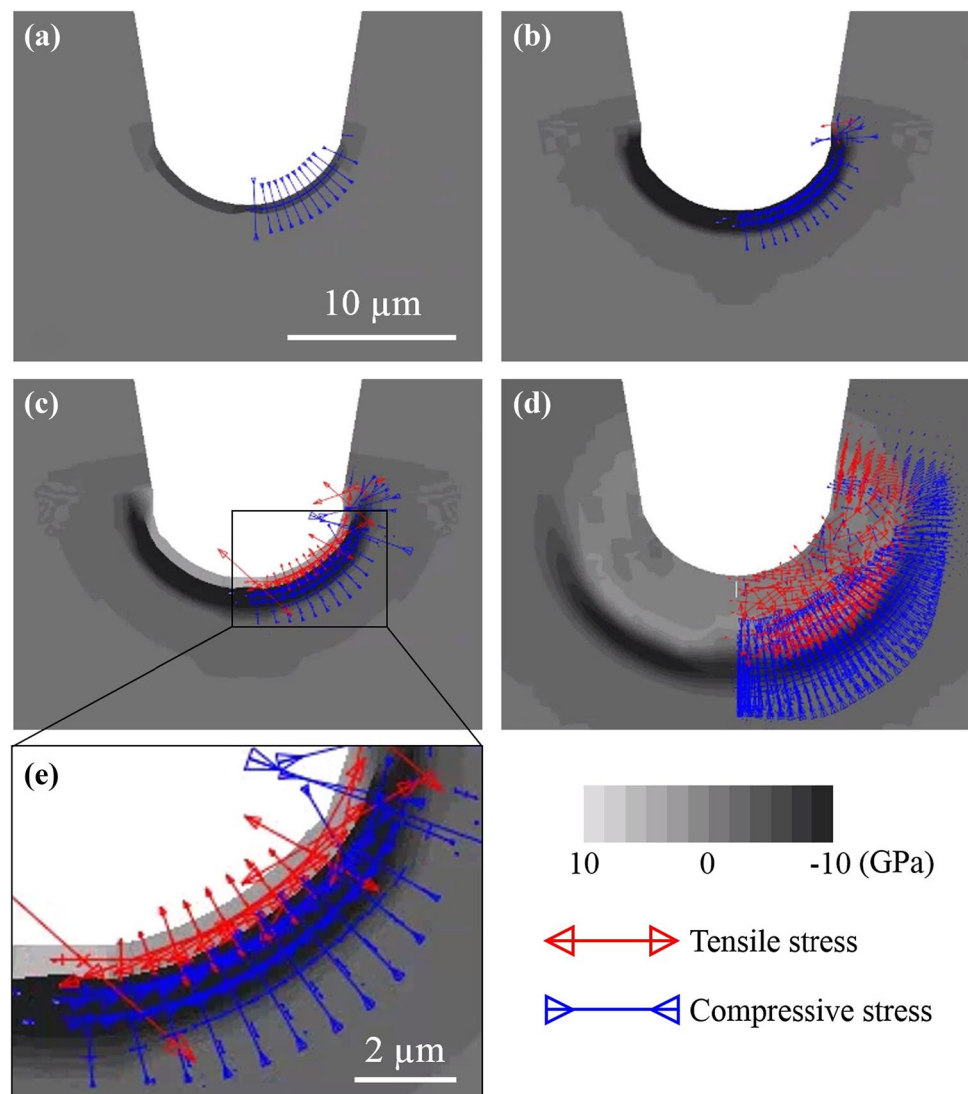 (a)
(b)
10 µm
(c)
(d)
(e)
2 µm
10 0 -10 (GPa)
Tensile stress
Compressive stress